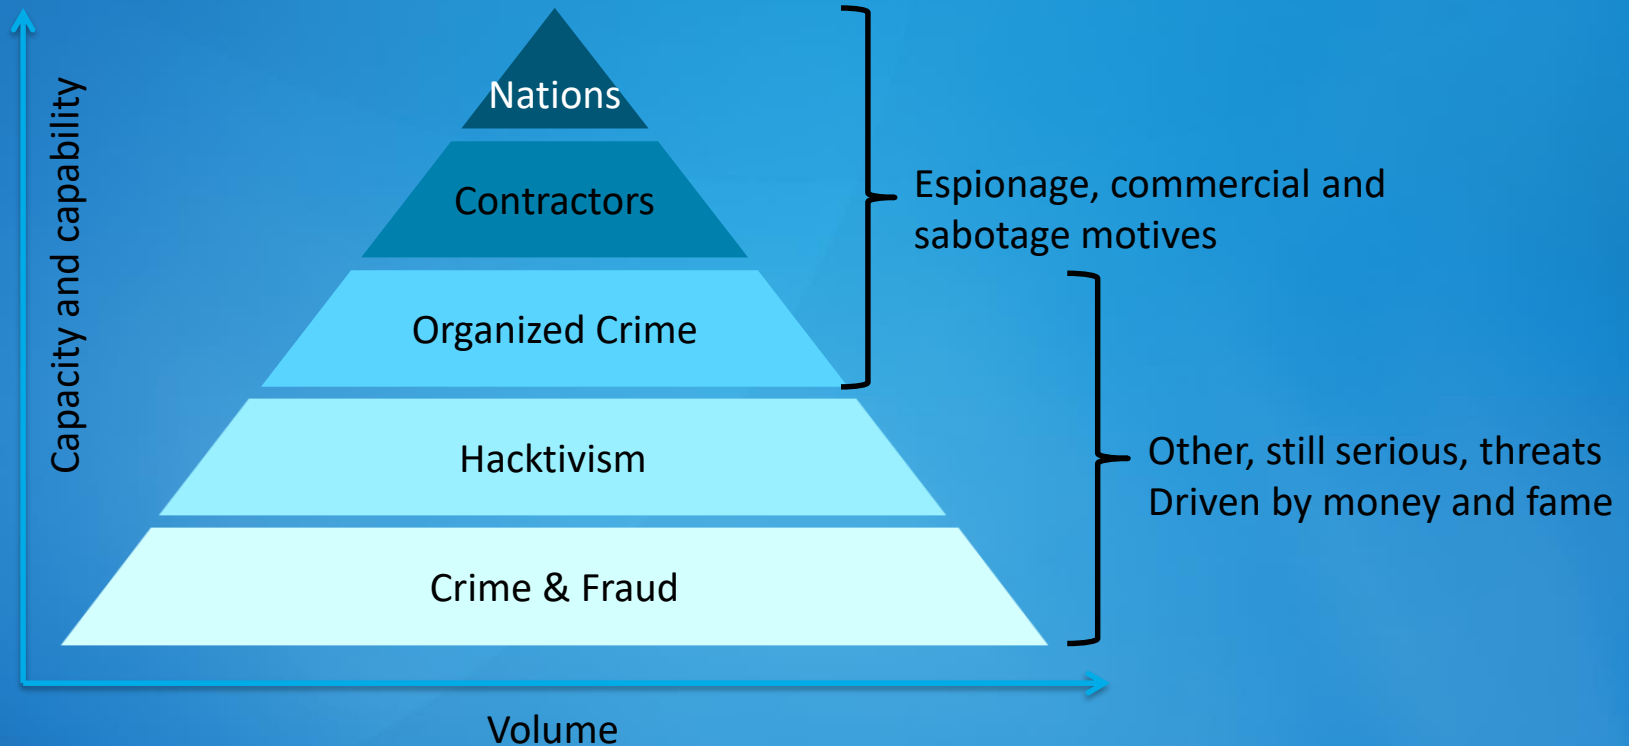 Capacity and capability
Nations
Contractors
Espionage, commercial and
sabotage motives
Organized Crime
Hacktivism
Other, still serious, threats
Driven by money and fame
Crime & Fraud
Volume